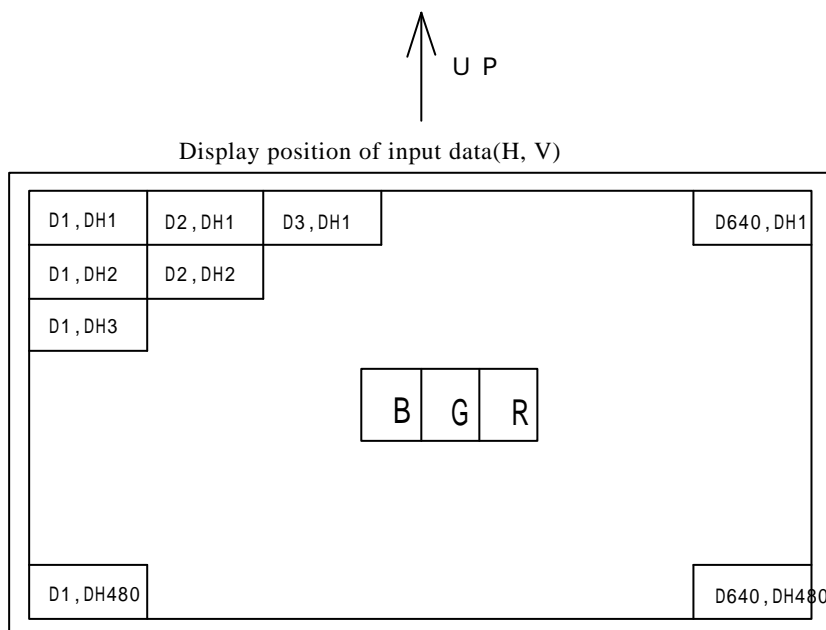 UP
Display position of input data(H, V)
D1,DH1 D2,DH1 D3,DH1 D640,DH1
D1,DH2 D2,DH2
D1,DH3
B G R
D1,DH480 D640,DH480